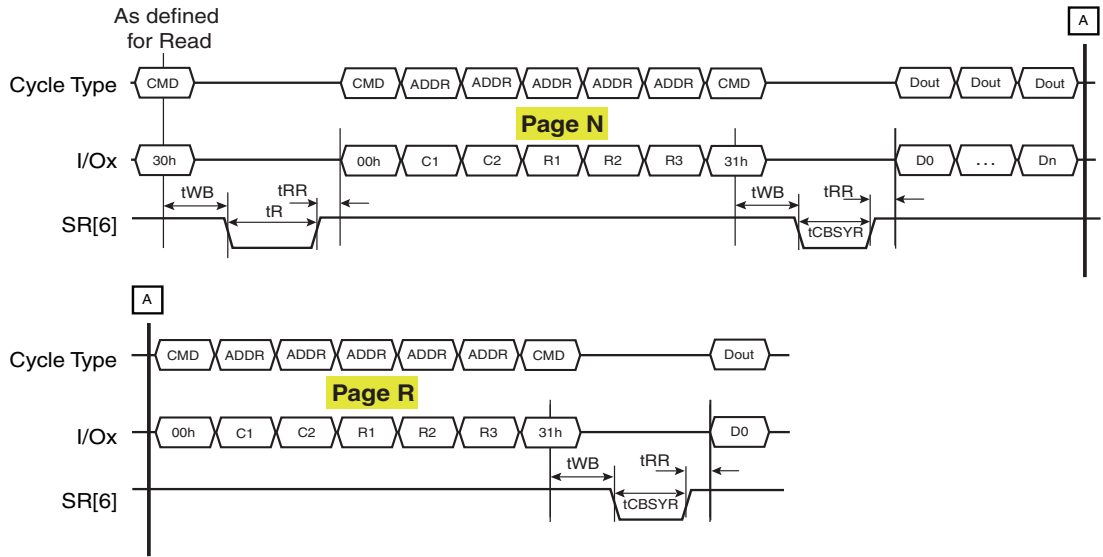 As defined
for Read
A
Cycle Type CMD CMD ADDR ADDR ADDR ADDR ADDR CMD Dout Dout Dout
Page N
I/Ox 30h 00h C1 C2 R1 R2 R3 31h D0 ... Dn
tWB tRR tWB tRR
tR
SR[6] tCBSYR
A
Cycle Type CMD ADDR ADDR ADDR ADDR ADDR CMD Dout
Page R
I/Ox 00h C1 C2 R1 R2 R3 31h D0
tWB tRR
SR[6] tCBSYR